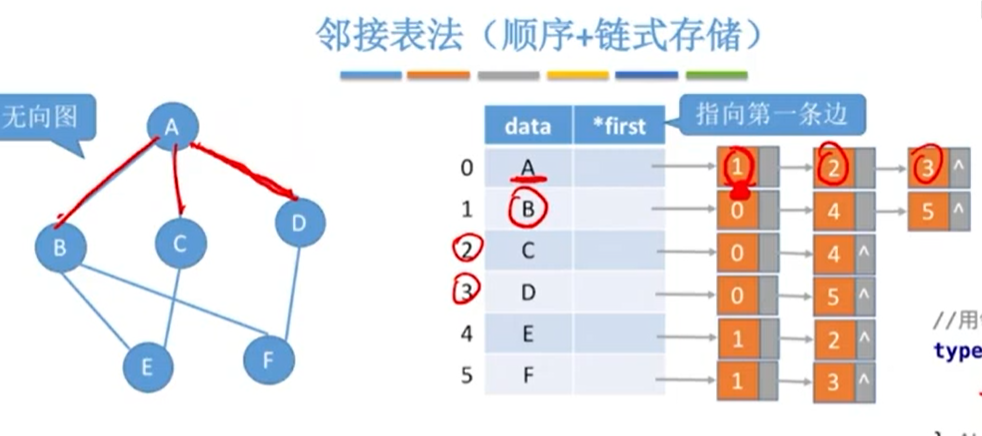 邻接表法（顺序+链式存储）
无向图
A
B
C
D
E
F
data *first
指向第一条边
0 A 1 2 3 ^
1 B 0 4 5 ^
2 C 0 4 ^
3 D 0 5 ^
4 E 1 2 ^
5 F 1 3 ^
//用
type